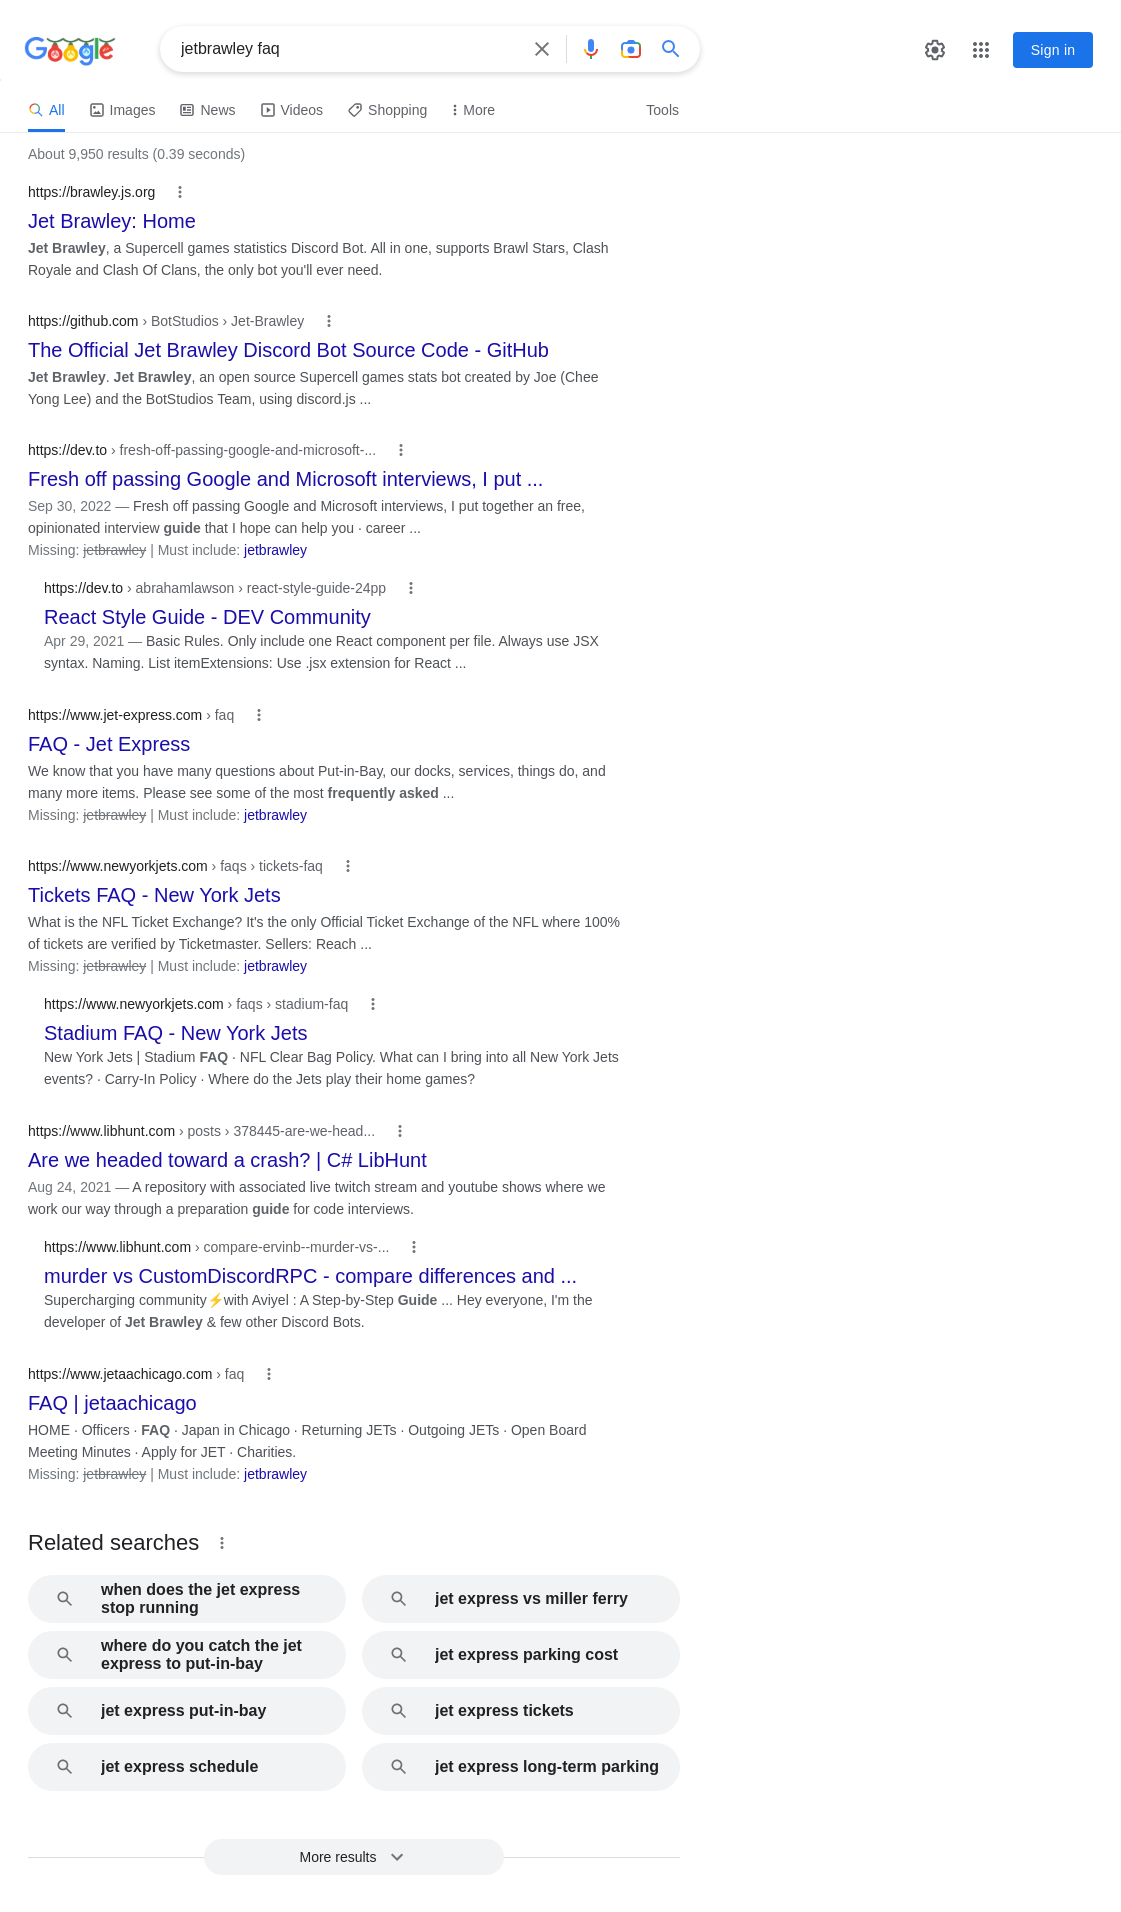 Google
jetbrawley faq
Sign in
All
Images
News
Videos
Shopping
More
Tools
About 9,950 results (0.39 seconds)
https://brawley.js.org
Jet Brawley: Home
Jet Brawley, a Supercell games statistics Discord Bot. All in one, supports Brawl Stars, Clash
Royale and Clash Of Clans, the only bot you'll ever need.
https://github.com › BotStudios › Jet-Brawley
The Official Jet Brawley Discord Bot Source Code - GitHub
Jet Brawley. Jet Brawley, an open source Supercell games stats bot created by Joe (Chee
Yong Lee) and the BotStudios Team, using discord.js ...
https://dev.to › fresh-off-passing-google-and-microsoft-...
Fresh off passing Google and Microsoft interviews, I put ...
Sep 30, 2022 — Fresh off passing Google and Microsoft interviews, I put together an free,
opinionated interview guide that I hope can help you · career ...
Missing: jetbrawley | Must include: jetbrawley
https://dev.to › abrahamlawson › react-style-guide-24pp
React Style Guide - DEV Community
Apr 29, 2021 — Basic Rules. Only include one React component per file. Always use JSX
syntax. Naming. List itemExtensions: Use .jsx extension for React ...
https://www.jet-express.com › faq
FAQ - Jet Express
We know that you have many questions about Put-in-Bay, our docks, services, things do, and
many more items. Please see some of the most frequently asked ...
Missing: jetbrawley | Must include: jetbrawley
https://www.newyorkjets.com › faqs › tickets-faq
Tickets FAQ - New York Jets
What is the NFL Ticket Exchange? It's the only Official Ticket Exchange of the NFL where 100%
of tickets are verified by Ticketmaster. Sellers: Reach ...
Missing: jetbrawley | Must include: jetbrawley
https://www.newyorkjets.com › faqs › stadium-faq
Stadium FAQ - New York Jets
New York Jets | Stadium FAQ · NFL Clear Bag Policy. What can I bring into all New York Jets
events? · Carry-In Policy · Where do the Jets play their home games?
https://www.libhunt.com › posts › 378445-are-we-head...
Are we headed toward a crash? | C# LibHunt
Aug 24, 2021 — A repository with associated live twitch stream and youtube shows where we
work our way through a preparation guide for code interviews.
https://www.libhunt.com › compare-ervinb--murder-vs-...
murder vs CustomDiscordRPC - compare differences and ...
Supercharging community⚡with Aviyel : A Step-by-Step Guide ... Hey everyone, I'm the
developer of Jet Brawley & few other Discord Bots.
https://www.jetaachicago.com › faq
FAQ | jetaachicago
HOME · Officers · FAQ · Japan in Chicago · Returning JETs · Outgoing JETs · Open Board
Meeting Minutes · Apply for JET · Charities.
Missing: jetbrawley | Must include: jetbrawley
Related searches
when does the jet express
stop running
jet express vs miller ferry
where do you catch the jet
express to put-in-bay
jet express parking cost
jet express put-in-bay
jet express tickets
jet express schedule
jet express long-term parking
More results